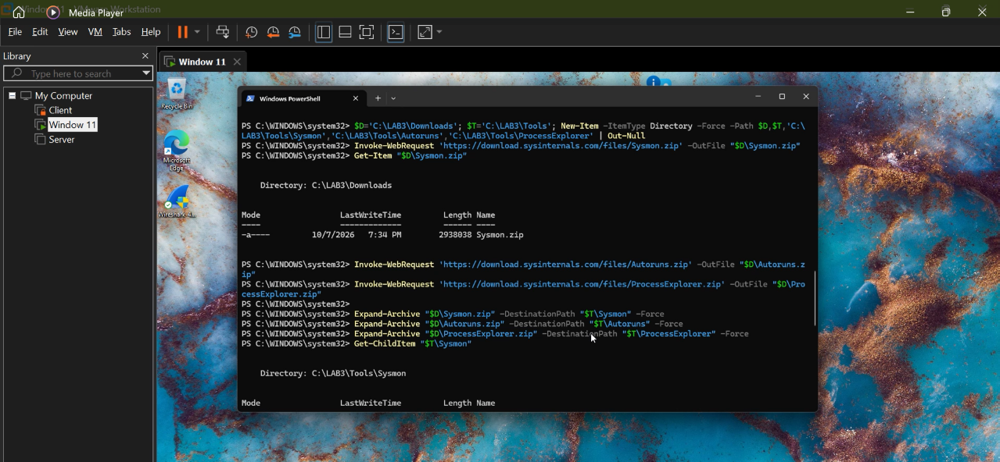 Media Player
File Edit View VM Tabs Help
Library
Type here to search
My Computer
Client
Window 11
Server
Window 11
Recycle Bin
Microsoft
Edge
Wireshark-4...
Windows PowerShell
PS C:\WINDOWS\system32> $D='C:\LAB3\Downloads'; $T='C:\LAB3\Tools'; New-Item -ItemType Directory -Force -Path $D,$T,'C:\
LAB3\Tools\Sysmon','C:\LAB3\Tools\Autoruns','C:\LAB3\Tools\ProcessExplorer' | Out-Null
PS C:\WINDOWS\system32> Invoke-WebRequest 'https://download.sysinternals.com/files/Sysmon.zip' -OutFile "$D\Sysmon.zip"
PS C:\WINDOWS\system32> Get-Item "$D\Sysmon.zip"
Directory: C:\LAB3\Downloads
Mode LastWriteTime Length Name
---- ------------- ------ ----
-a---- 10/7/2026 7:34 PM 2938038 Sysmon.zip
PS C:\WINDOWS\system32> Invoke-WebRequest 'https://download.sysinternals.com/files/Autoruns.zip' -OutFile "$D\Autoruns.z
ip"
PS C:\WINDOWS\system32> Invoke-WebRequest 'https://download.sysinternals.com/files/ProcessExplorer.zip' -OutFile "$D\Pro
cessExplorer.zip"
PS C:\WINDOWS\system32>
PS C:\WINDOWS\system32> Expand-Archive "$D\Sysmon.zip" -DestinationPath "$T\Sysmon" -Force
PS C:\WINDOWS\system32> Expand-Archive "$D\Autoruns.zip" -DestinationPath "$T\Autoruns" -Force
PS C:\WINDOWS\system32> Expand-Archive "$D\ProcessExplorer.zip" -DestinationPath "$T\ProcessExplorer" -Force
PS C:\WINDOWS\system32> Get-ChildItem "$T\Sysmon"
Directory: C:\LAB3\Tools\Sysmon
Mode LastWriteTime Length Name